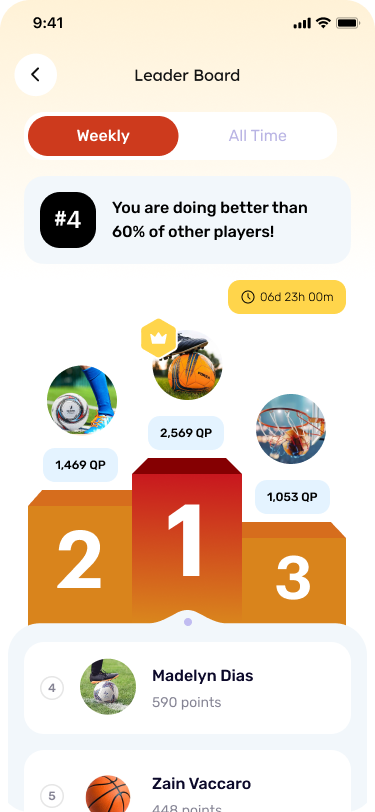 9:41
Leader Board
Weekly
All Time
#4
You are doing better than
60% of other players!
06d 23h 00m
2,569 QP
1,469 QP
1,053 QP
1
2
3
4
Madelyn Dias
590 points
5
Zain Vaccaro
448 points